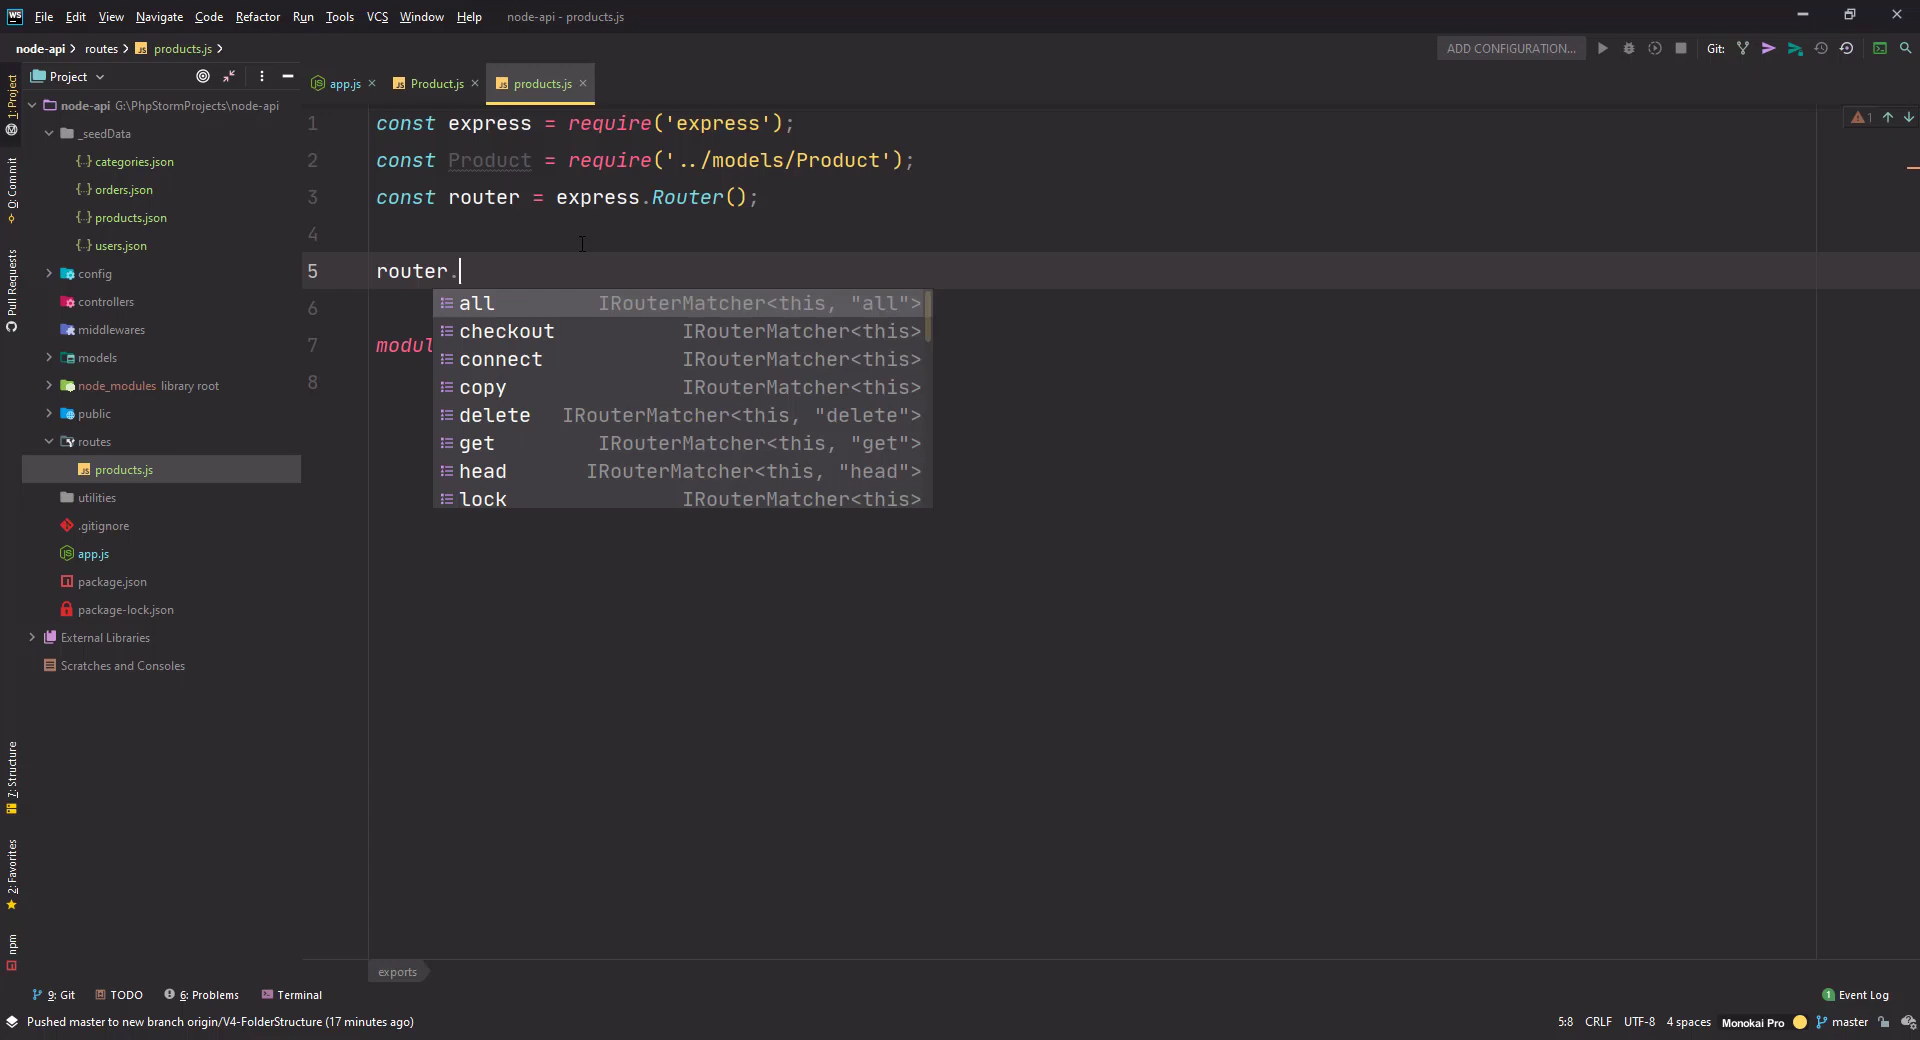 WS File Edit View Navigate Code Refactor Run Tools VCS Window Help node-api - products.js
node-api routes JS products.js
ADD CONFIGURATION... Git:
Project
app.js JS Product.js JS products.js
1: Project
0: Commit
Pull Requests
7: Structure
2: Favorites
npm
node-api G:\PhpStormProjects\node-api
_seedData
categories.json
orders.json
products.json
users.json
config
controllers
middlewares
models
node_modules library root
public
routes
JS products.js
utilities
.gitignore
app.js
package.json
package-lock.json
External Libraries
Scratches and Consoles
1 const express = require('express');
2 const Product = require('../models/Product');
3 const router = express.Router();
4
5 router.
6
7 modul
8
1
all IRouterMatcher<this, "all">
checkout IRouterMatcher<this>
connect IRouterMatcher<this>
copy IRouterMatcher<this>
delete IRouterMatcher<this, "delete">
get IRouterMatcher<this, "get">
head IRouterMatcher<this, "head">
lock IRouterMatcher<this>
exports
9: Git TODO 6: Problems Terminal
1 Event Log
Pushed master to new branch origin/V4-FolderStructure (17 minutes ago)
5:8 CRLF UTF-8 4 spaces Monokai Pro master